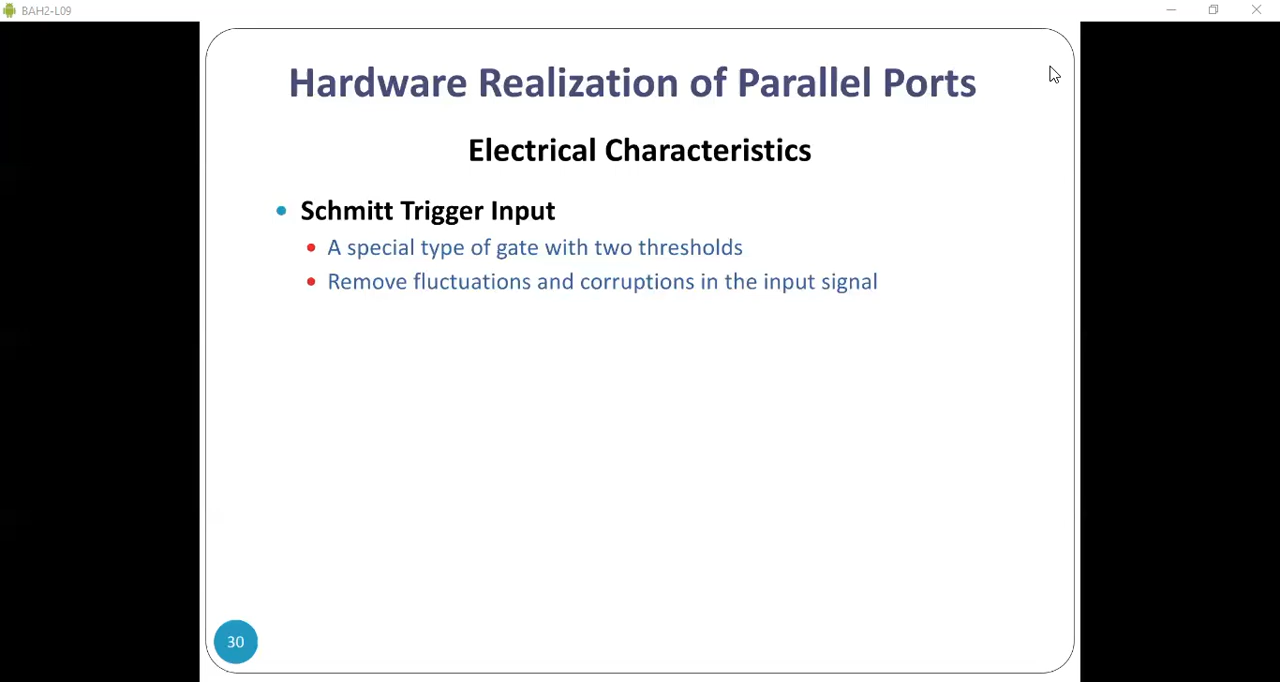 BAH2-L09
Hardware Realization of Parallel Ports
Electrical Characteristics
Schmitt Trigger Input
A special type of gate with two thresholds
Remove fluctuations and corruptions in the input signal
30